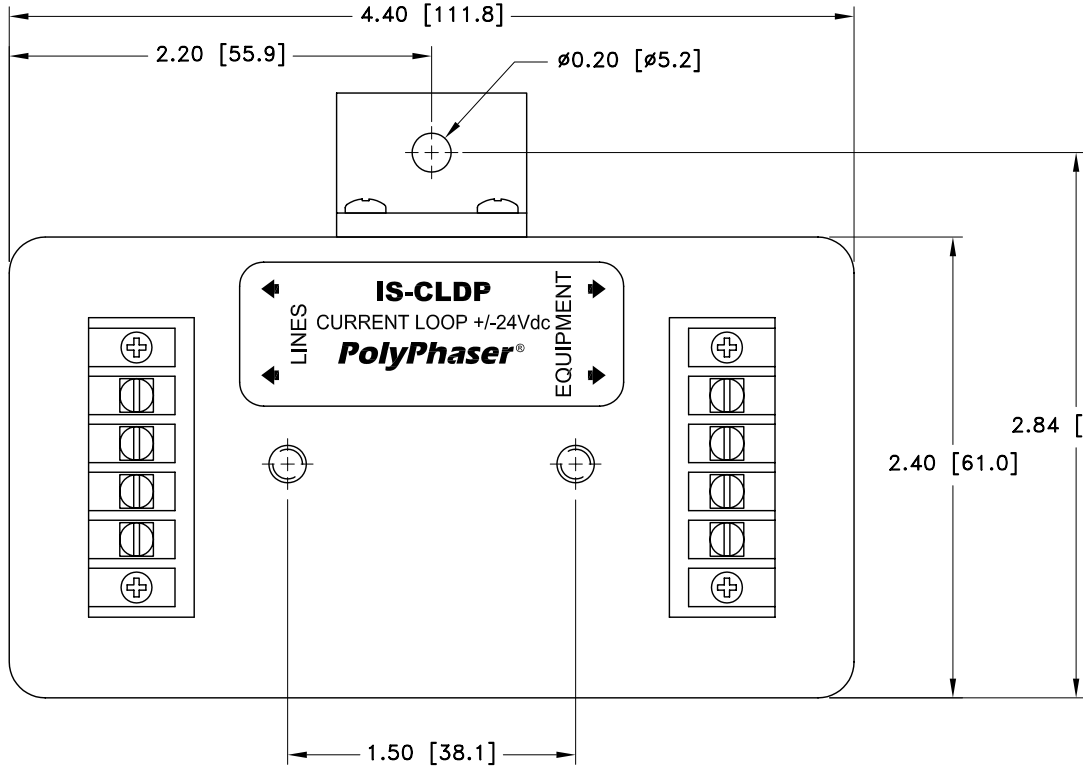 4.40 [111.8]
2.20 [55.9]
ø0.20 [ø5.2]
IS-CLDP
LINES
CURRENT LOOP +/-24Vdc
EQUIPMENT
PolyPhaser®
2.84 [
2.40 [61.0]
1.50 [38.1]